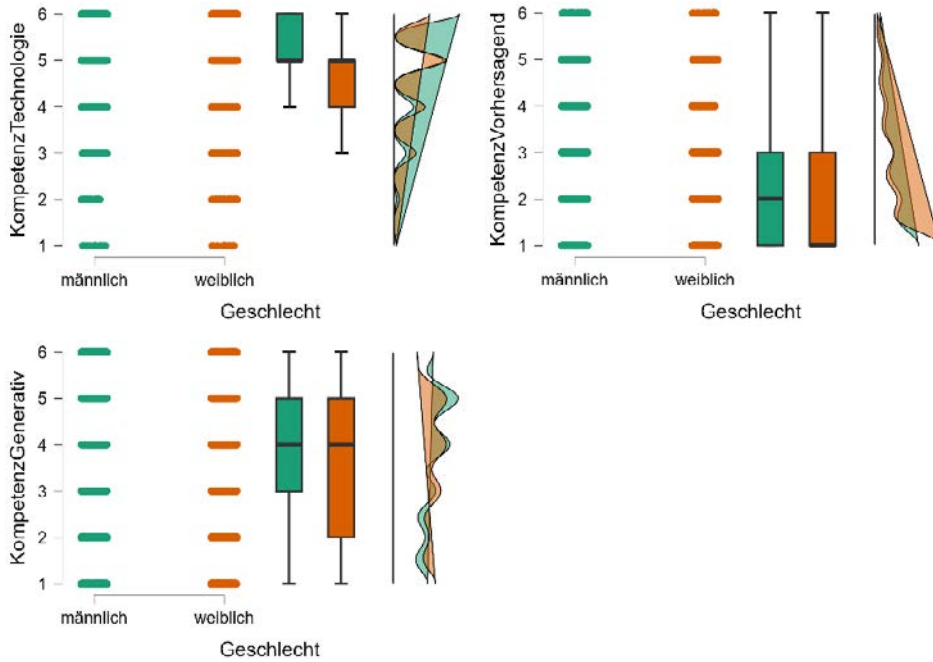 KompetenzTechnologie
6
5
4
3
2
1
männlich
weiblich
Geschlecht
KompetenzVorhersagend
6
5
4
3
2
1
männlich
weiblich
Geschlecht
KompetenzGenerativ
6
5
4
3
2
1
männlich
weiblich
Geschlecht